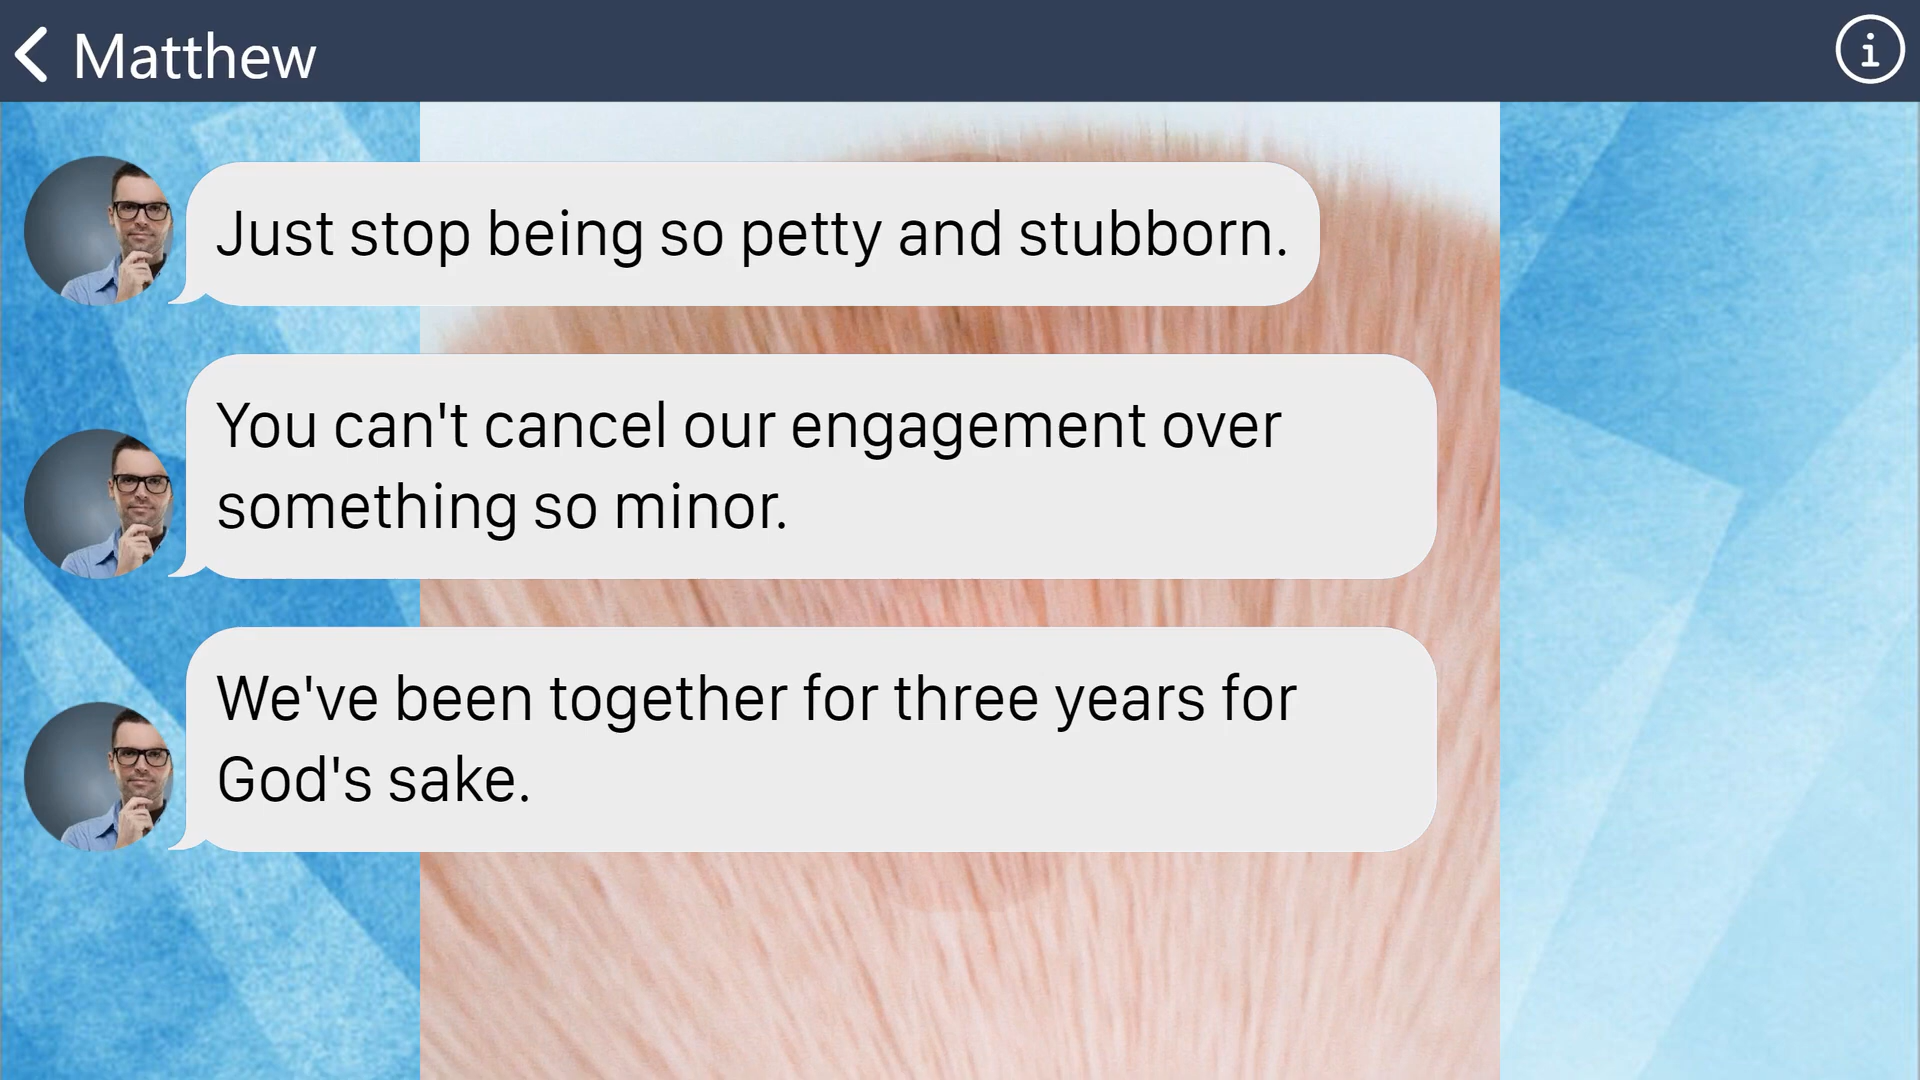 Matthew
Just stop being so petty and stubborn.
You can't cancel our engagement over
something so minor.
We've been together for three years for
God's sake.